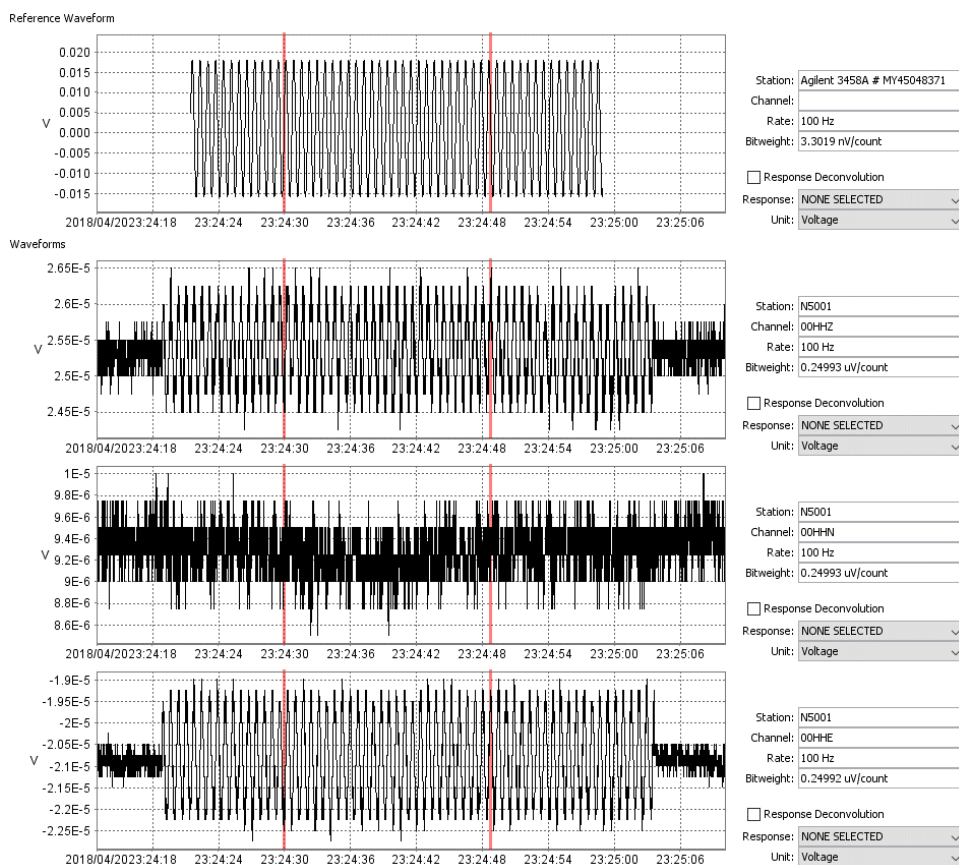 Reference Waveform
0.020
0.015
0.010
0.005
0.000
-0.005
-0.010
-0.015
V
2018/04/2023:24:18 23:24:24 23:24:30 23:24:36 23:24:42 23:24:48 23:24:54 23:25:00 23:25:06
Station: Agilent 3458A # MY45048371
Channel:
Rate: 100 Hz
Bitweight: 3.3019 nV/count
Response Deconvolution
Response: NONE SELECTED
Unit: Voltage
Waveforms
2.65E-5
2.6E-5
2.55E-5
2.5E-5
2.45E-5
V
2018/04/2023:24:18 23:24:24 23:24:30 23:24:36 23:24:42 23:24:48 23:24:54 23:25:00 23:25:06
Station: N5001
Channel: 00HHZ
Rate: 100 Hz
Bitweight: 0.24993 uV/count
Response Deconvolution
Response: NONE SELECTED
Unit: Voltage
1E-5
9.8E-6
9.6E-6
9.4E-6
9.2E-6
9E-6
8.8E-6
8.6E-6
V
2018/04/2023:24:18 23:24:24 23:24:30 23:24:36 23:24:42 23:24:48 23:24:54 23:25:00 23:25:06
Station: N5001
Channel: 00HHN
Rate: 100 Hz
Bitweight: 0.24993 uV/count
Response Deconvolution
Response: NONE SELECTED
Unit: Voltage
-1.9E-5
-1.95E-5
-2E-5
-2.05E-5
-2.1E-5
-2.15E-5
-2.2E-5
-2.25E-5
V
2018/04/2023:24:18 23:24:24 23:24:30 23:24:36 23:24:42 23:24:48 23:24:54 23:25:00 23:25:06
Station: N5001
Channel: 00HHE
Rate: 100 Hz
Bitweight: 0.24992 uV/count
Response Deconvolution
Response: NONE SELECTED
Unit: Voltage